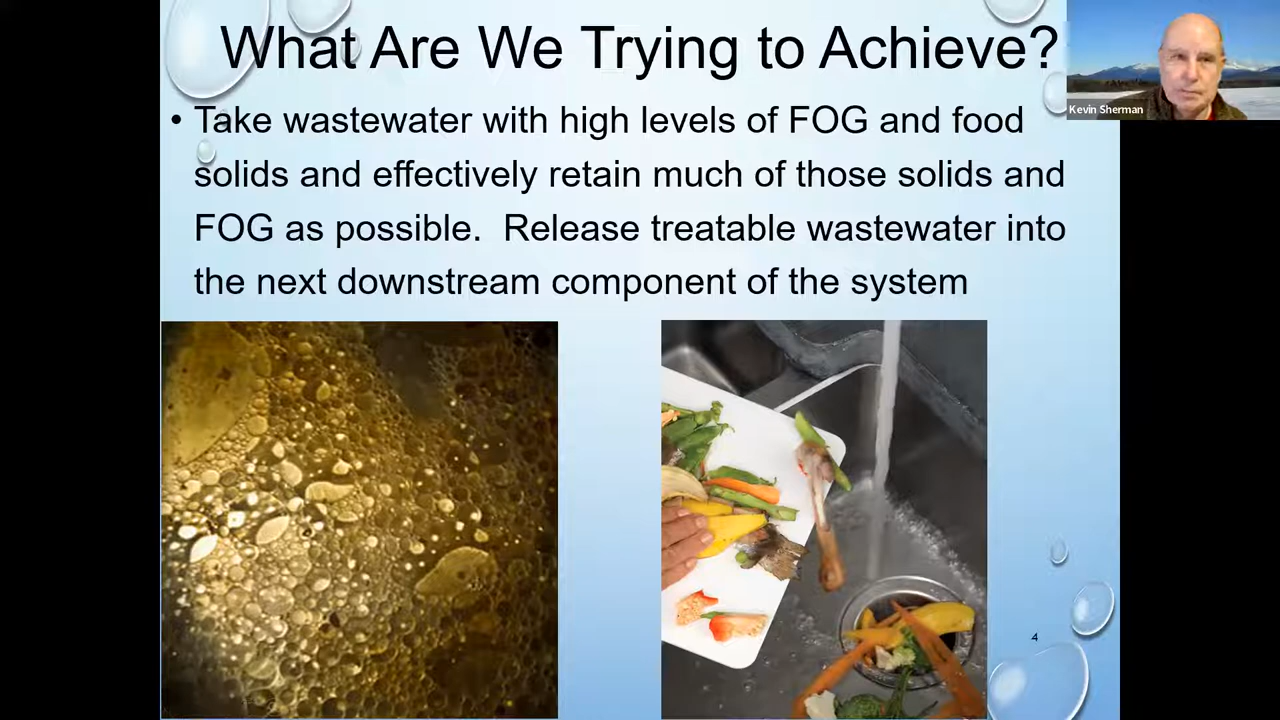 What Are We Trying to Achieve?
Kevin Sherman
• Take wastewater with high levels of FOG and food
solids and effectively retain much of those solids and
FOG as possible.  Release treatable wastewater into
the next downstream component of the system
4